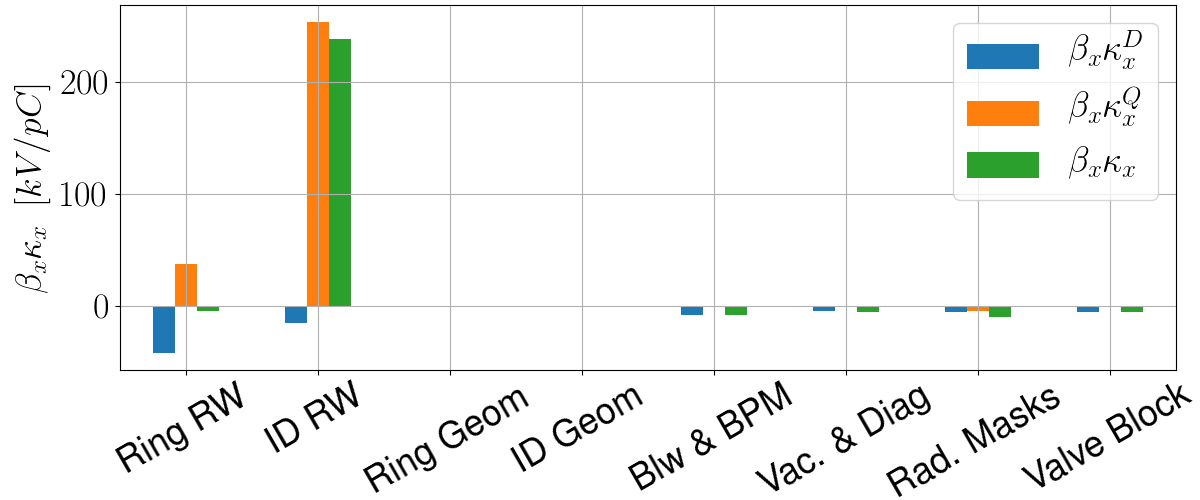 β_x κ_x [kV/pC]
200
100
0
β_x κ_x^D
β_x κ_x^Q
β_x κ_x
Ring RW
ID RW
Ring Geom
ID Geom
Blw & BPM
Vac. & Diag
Rad. Masks
Valve Block